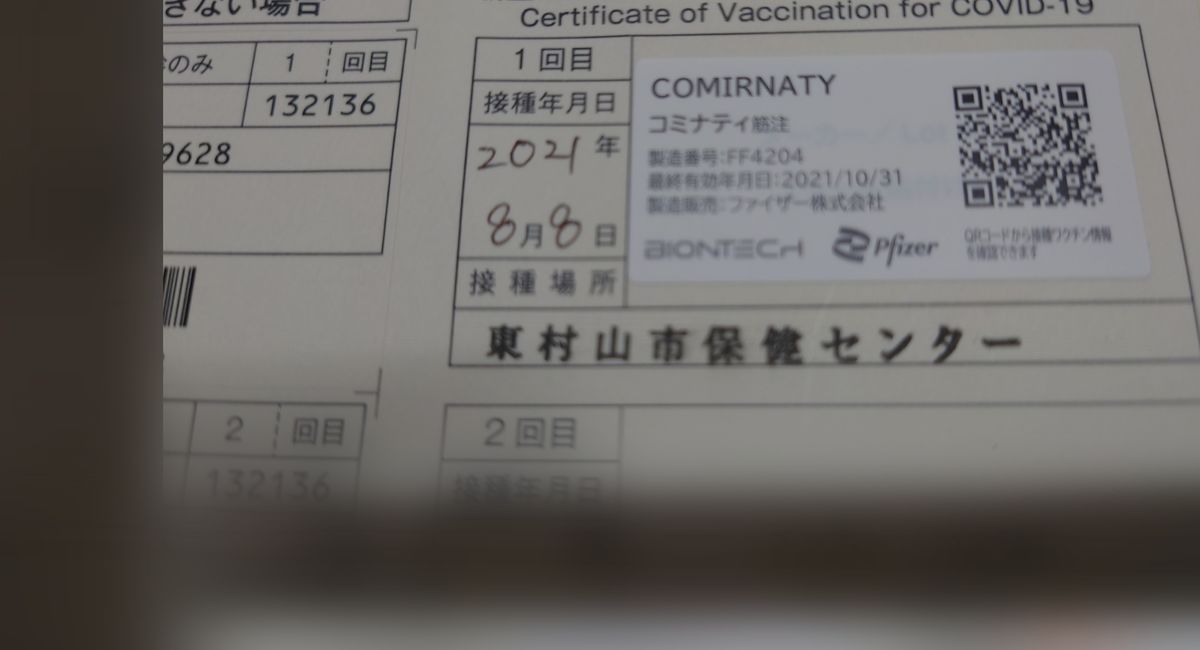 きない場合
のみ 1 回目
132136
9628
2 回目
132136
Certificate of Vaccination for COVID-19
1回目
接種年月日
2021年
8月8日
接種場所
COMIRNATY
コミナティ筋注
製造番号:FF4204
最終有効年月日:2021/10/31
製造販売:ファイザー株式会社
BIONTECH Pfizer
QRコードから接種ワクチン情報
を確認できます
東村山市保健センター
2回目
接種年月日